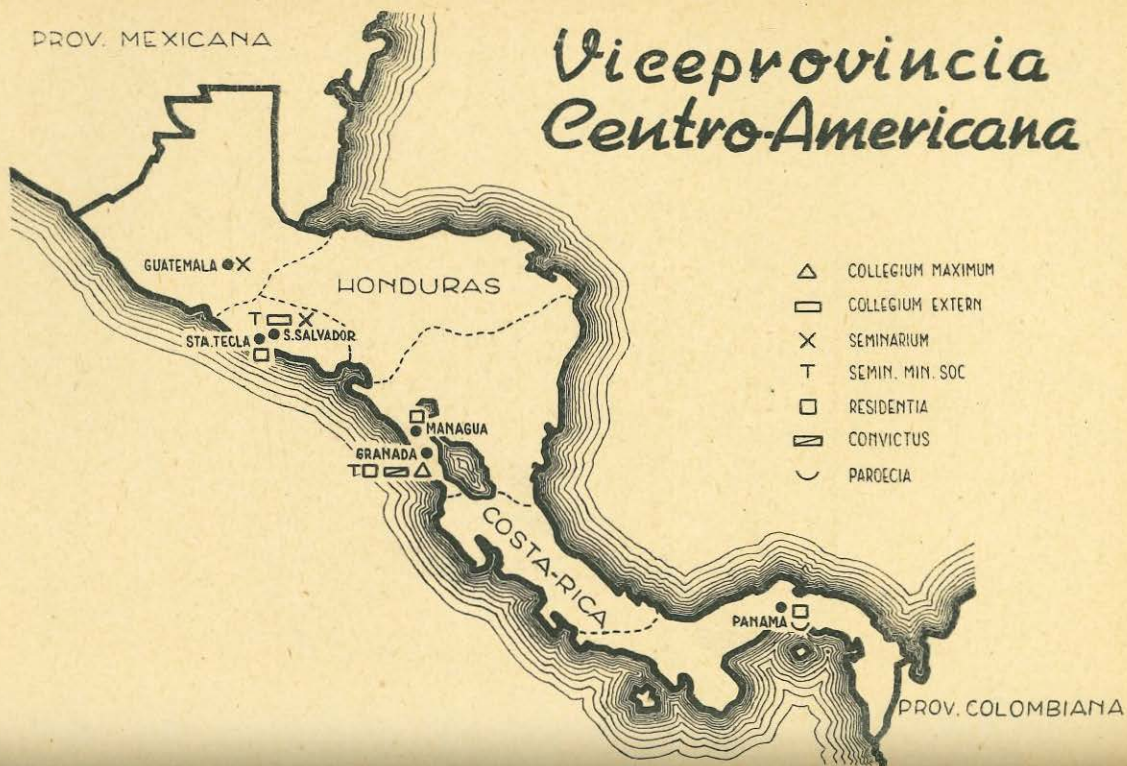 PROV. MEXICANA
Viceprovincia
Centro-Americana
GUATEMALA
HONDURAS
S. SALVADOR
STA. TECLA
MANAGUA
GRANADA
COSTA-RICA
PANAMÁ
PROV. COLOMBIANA
COLLEGIUM MAXIMUM
COLLEGIUM EXTERN
SEMINARIUM
SEMIN. MIN. SOC
RESIDENTIA
CONVICTUS
PAROECIA